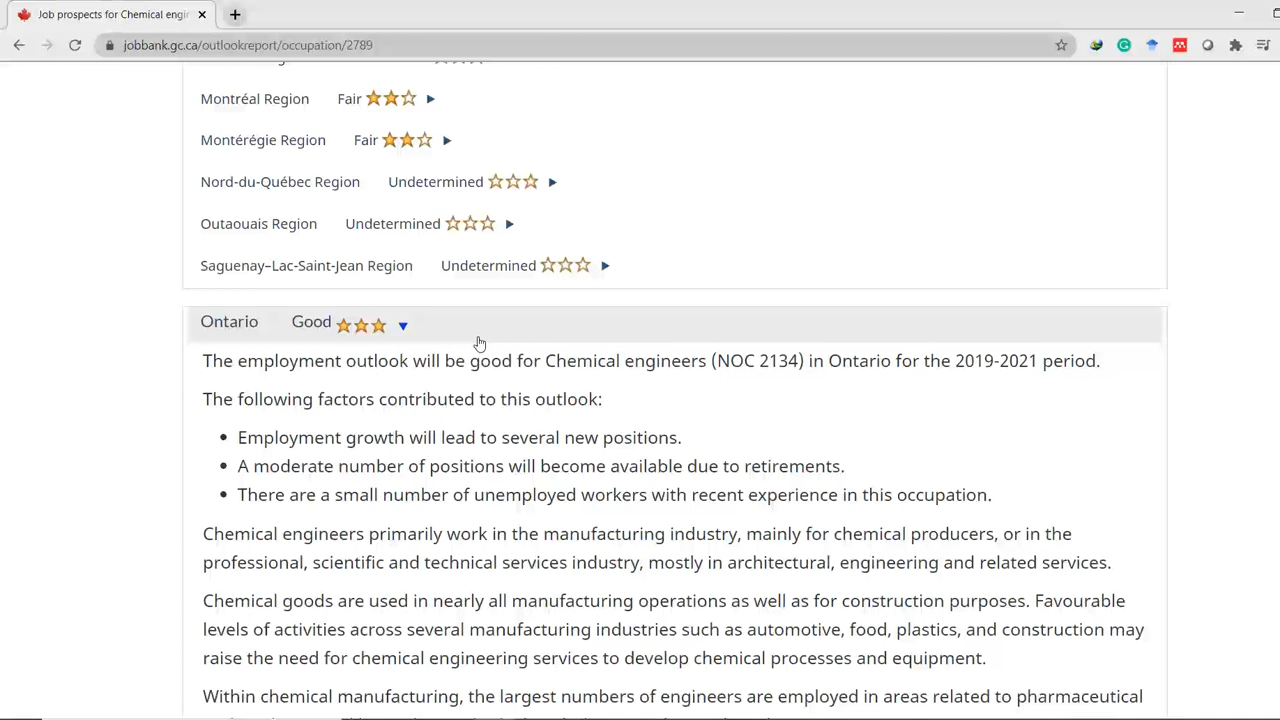 Job prospects for Chemical engin
jobbank.gc.ca/outlookreport/occupation/2789
Montréal Region Fair
Montérégie Region Fair
Nord-du-Québec Region Undetermined
Outaouais Region Undetermined
Saguenay–Lac-Saint-Jean Region Undetermined
Ontario Good
The employment outlook will be good for Chemical engineers (NOC 2134) in Ontario for the 2019-2021 period.
The following factors contributed to this outlook:
• Employment growth will lead to several new positions.
• A moderate number of positions will become available due to retirements.
• There are a small number of unemployed workers with recent experience in this occupation.
Chemical engineers primarily work in the manufacturing industry, mainly for chemical producers, or in the
professional, scientific and technical services industry, mostly in architectural, engineering and related services.
Chemical goods are used in nearly all manufacturing operations as well as for construction purposes. Favourable
levels of activities across several manufacturing industries such as automotive, food, plastics, and construction may
raise the need for chemical engineering services to develop chemical processes and equipment.
Within chemical manufacturing, the largest numbers of engineers are employed in areas related to pharmaceutical